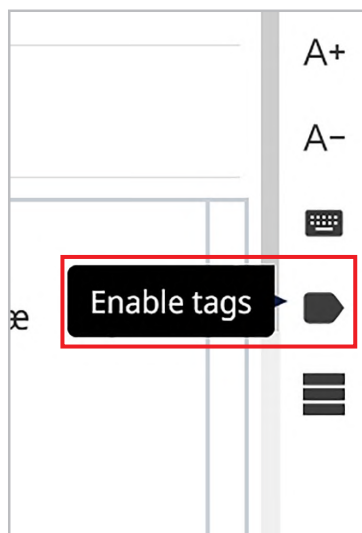 A+
A−
æ
Enable tags